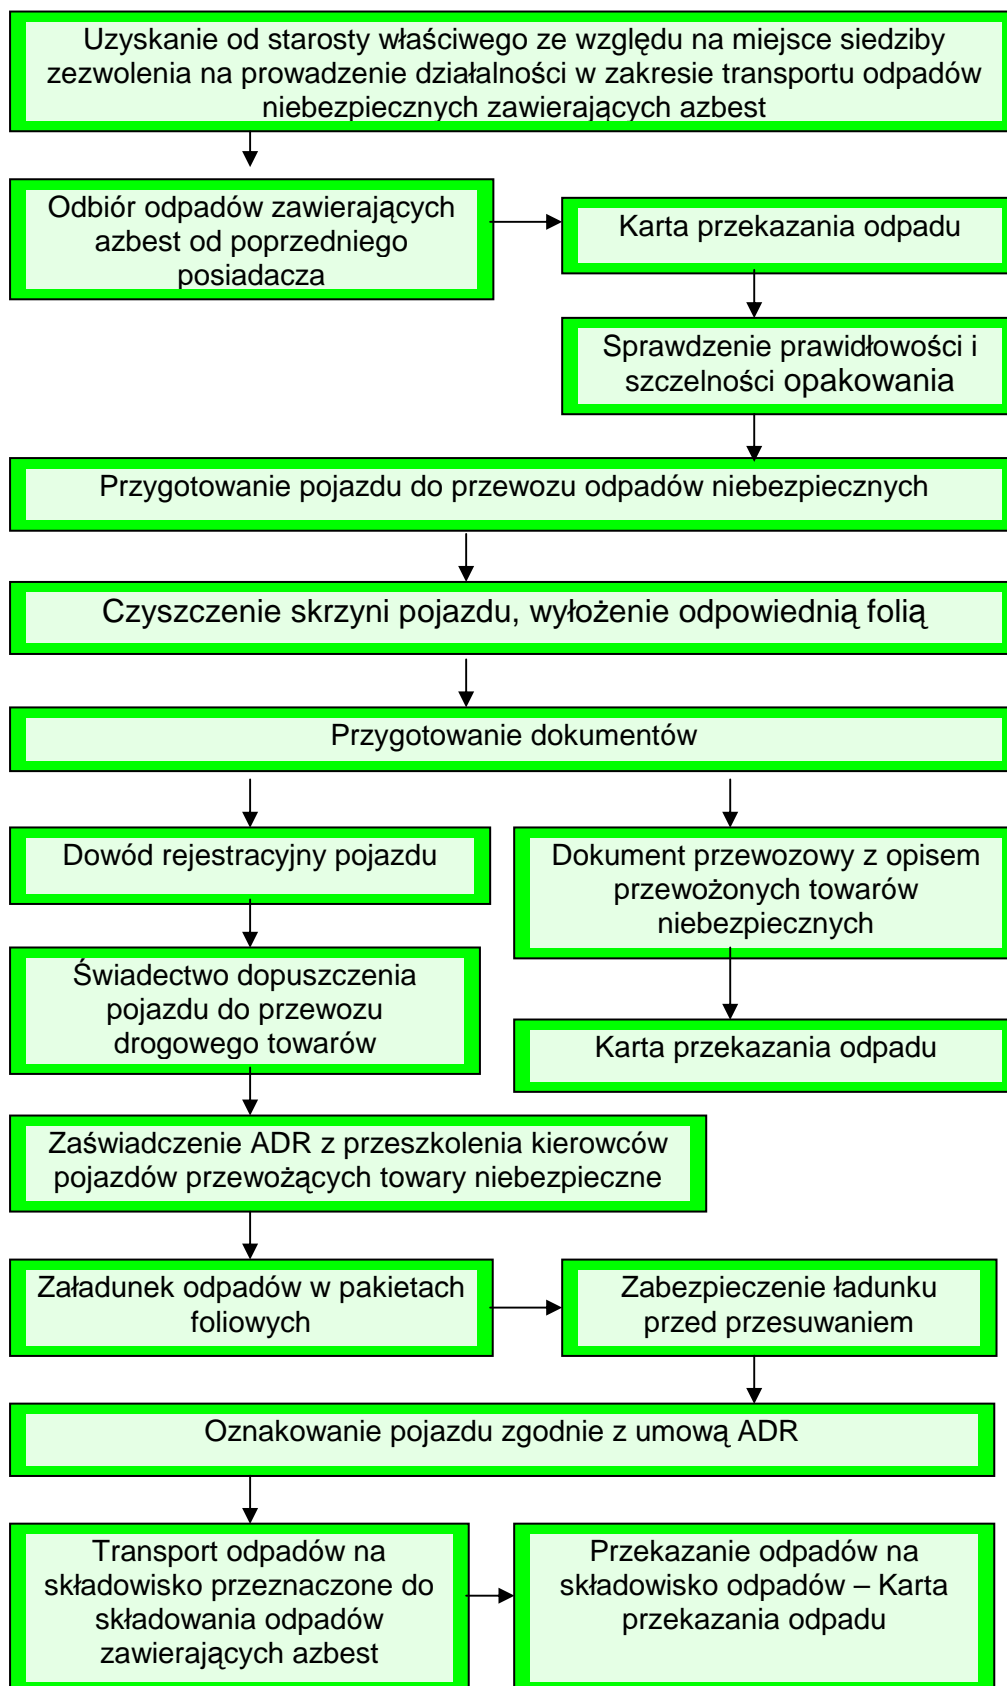 Uzyskanie od starosty właściwego ze względu na miejsce siedziby
zezwolenia na prowadzenie działalności w zakresie transportu odpadów
niebezpiecznych zawierających azbest
Odbiór odpadów zawierających
azbest od poprzedniego
posiadacza
Karta przekazania odpadu
Sprawdzenie prawidłowości i
szczelności opakowania
Przygotowanie pojazdu do przewozu odpadów niebezpiecznych
Czyszczenie skrzyni pojazdu, wyłożenie odpowiednią folią
Przygotowanie dokumentów
Dowód rejestracyjny pojazdu
Świadectwo dopuszczenia
pojazdu do przewozu
drogowego towarów
Dokument przewozowy z opisem
przewożonych towarów
niebezpiecznych
Karta przekazania odpadu
Zaświadczenie ADR z przeszkolenia kierowców
pojazdów przewożących towary niebezpieczne
Załadunek odpadów w pakietach
foliowych
Zabezpieczenie ładunku
przed przesuwaniem
Oznakowanie pojazdu zgodnie z umową ADR
Transport odpadów na
składowisko przeznaczone do
składowania odpadów
zawierających azbest
Przekazanie odpadów na
składowisko odpadów – Karta
przekazania odpadu